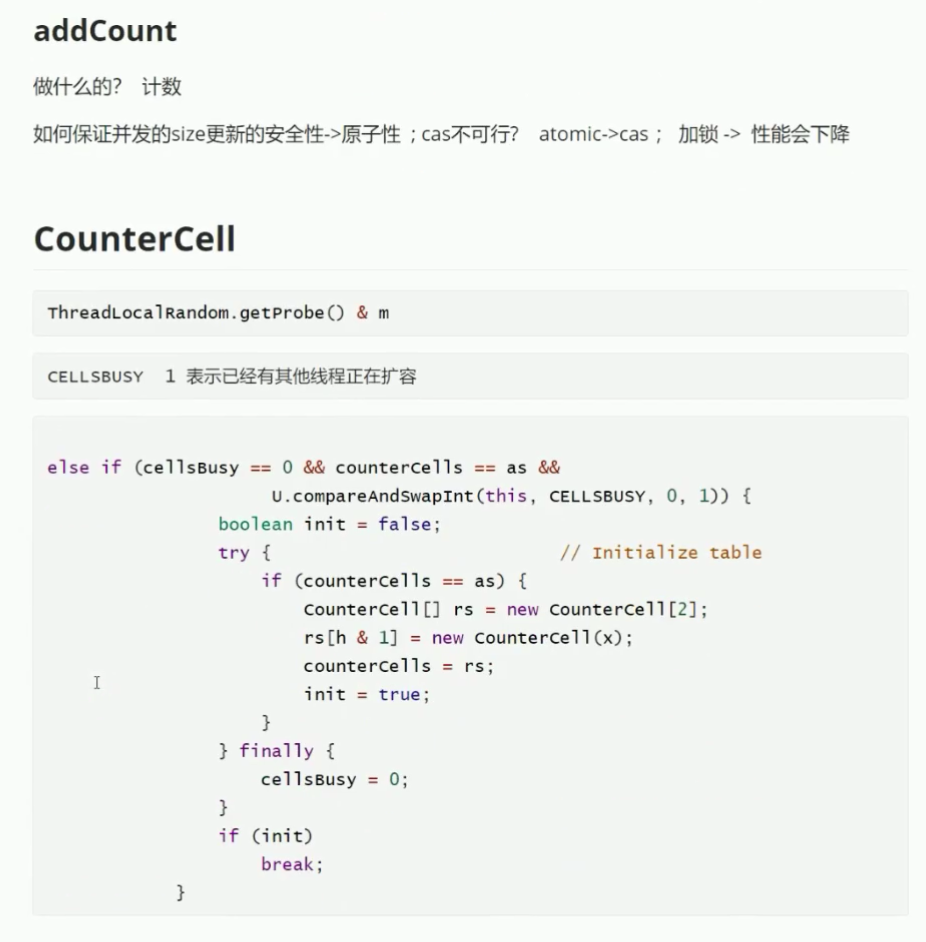 addCount
做什么的？ 计数
如何保证并发的size更新的安全性->原子性 ; cas不可行？ atomic->cas ; 加锁 -> 性能会下降
CounterCell
ThreadLocalRandom.getProbe() & m
CELLSBUSY 1 表示已经有其他线程正在扩容
else if (cellsBusy == 0 && counterCells == as &&
U.compareAndSwapInt(this, CELLSBUSY, 0, 1)) {
boolean init = false;
try { // Initialize table
if (counterCells == as) {
CounterCell[] rs = new CounterCell[2];
rs[h & 1] = new CounterCell(x);
counterCells = rs;
init = true;
}
} finally {
cellsBusy = 0;
}
if (init)
break;
}